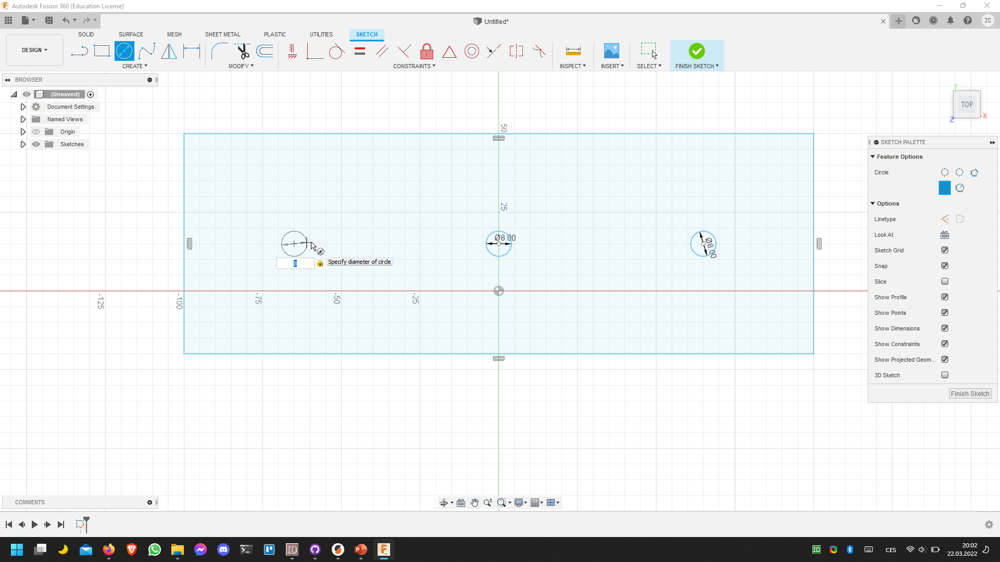 Autodesk Fusion 360 (Education License)
Untitled*
JS
SOLID
SURFACE
MESH
SHEET METAL
PLASTIC
UTILITIES
SKETCH
DESIGN
CREATE
MODIFY
CONSTRAINTS
INSPECT
INSERT
SELECT
FINISH SKETCH
BROWSER
(Unsaved)
Document Settings
Named Views
Origin
Sketches
Y
TOP
X
Z
50
25
Ø8.00
Ø8.00
8
Specify diameter of circle
-125
-100
-75
-50
-25
SKETCH PALETTE
Feature Options
Circle
Options
Linetype
Look At
Sketch Grid
Snap
Slice
Show Profile
Show Points
Show Dimensions
Show Constraints
Show Projected Geom...
3D Sketch
Finish Sketch
COMMENTS
ID
P
F
ID
CES
20:02
22.03.2022